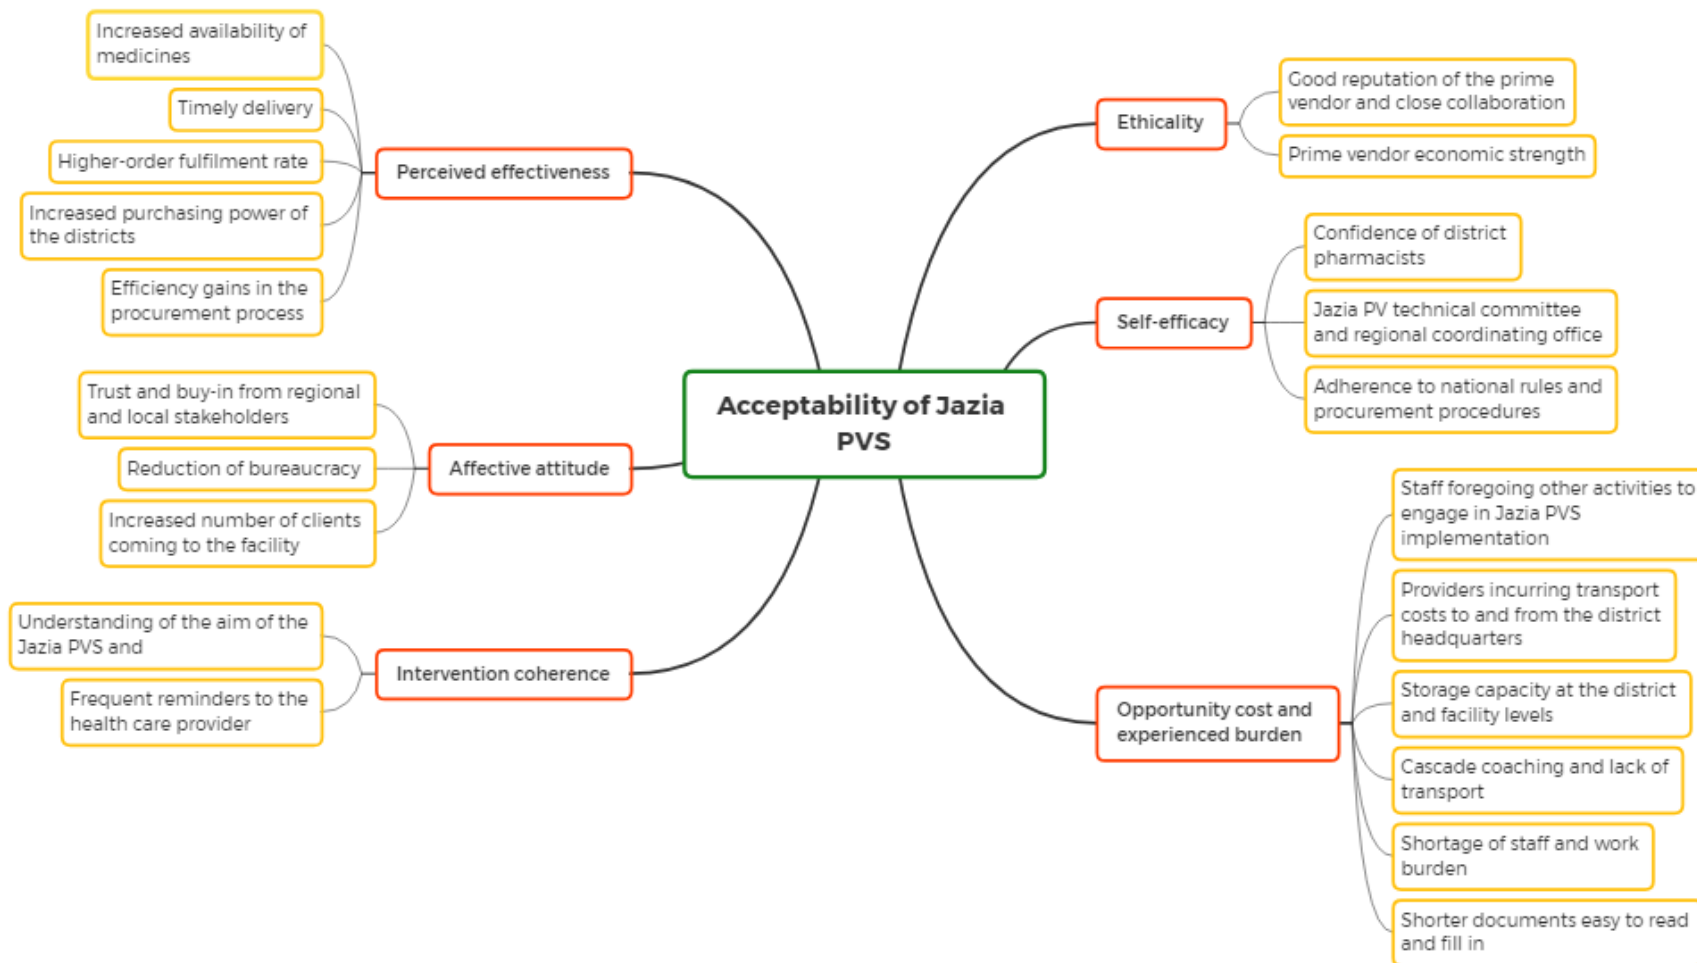 Acceptability of Jazia
PVS
Perceived effectiveness
Increased availability of
medicines
Timely delivery
Higher-order fulfilment rate
Increased purchasing power of
the districts
Efficiency gains in the
procurement process
Affective attitude
Trust and buy-in from regional
and local stakeholders
Reduction of bureaucracy
Increased number of clients
coming to the facility
Intervention coherence
Understanding of the aim of the
Jazia PVS and
Frequent reminders to the
health care provider
Ethicality
Good reputation of the prime
vendor and close collaboration
Prime vendor economic strength
Self-efficacy
Confidence of district
pharmacists
Jazia PV technical committee
and regional coordinating office
Adherence to national rules and
procurement procedures
Opportunity cost and
experienced burden
Staff foregoing other activities to
engage in Jazia PVS
implementation
Providers incurring transport
costs to and from the district
headquarters
Storage capacity at the district
and facility levels
Cascade coaching and lack of
transport
Shortage of staff and work
burden
Shorter documents easy to read
and fill in